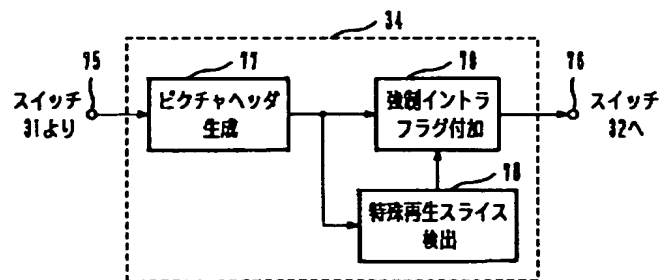 34
75
77
78
76
スイッチ
31より
ピクチャヘッダ
生成
強制イントラ
フラグ付加
スイッチ
32へ
78
特殊再生スライス
検出